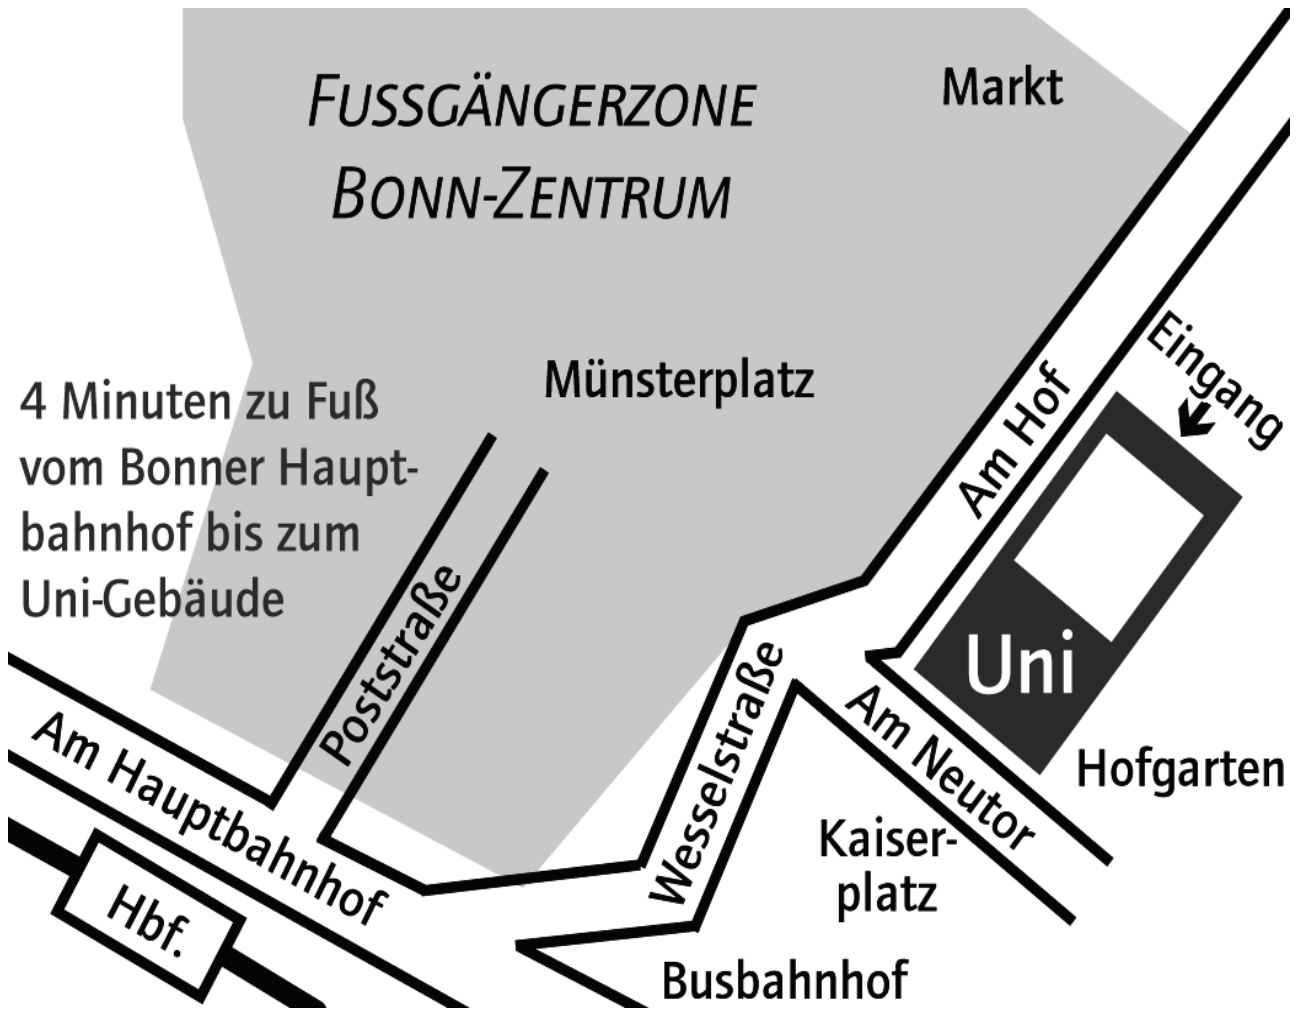 FUSSGÄNGERZONE
BONN-ZENTRUM
Markt
Münsterplatz
4 Minuten zu Fuß
vom Bonner Haupt-
bahnhof bis zum
Uni-Gebäude
Eingang
Am Hof
Poststraße
Uni
Wesselstraße
Am Neutor
Hofgarten
Am Hauptbahnhof
Kaiser-
platz
Hbf.
Busbahnhof